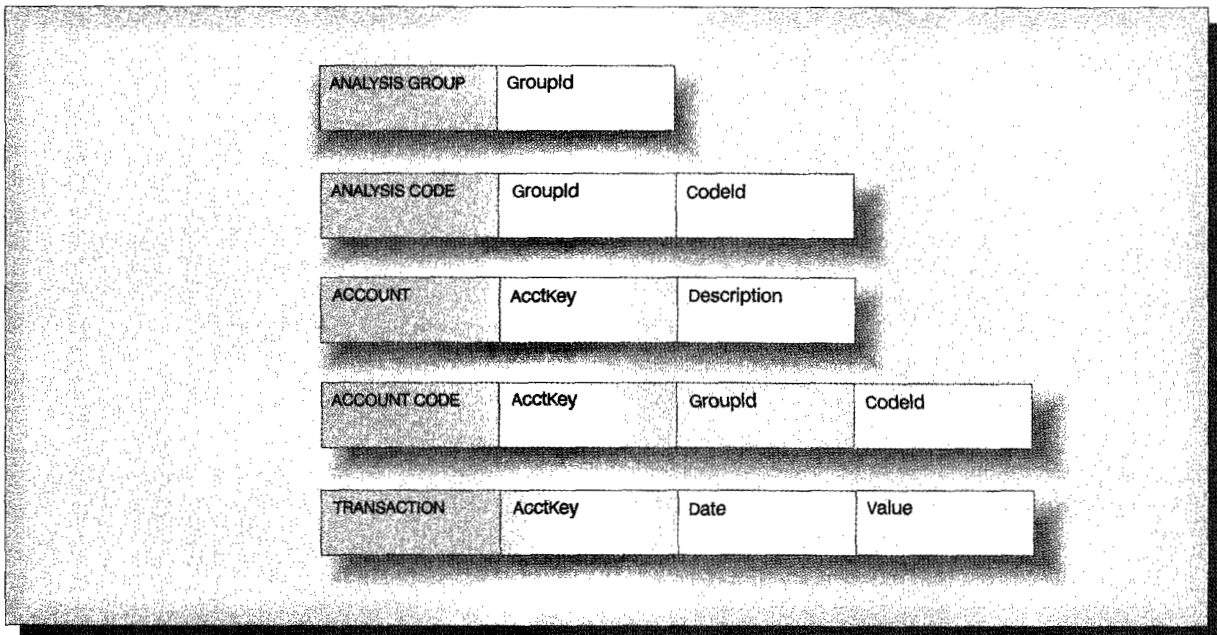 ANALYSIS GROUP GroupId
ANALYSIS CODE GroupId CodeId
ACCOUNT AcctKey Description
ACCOUNT CODE AcctKey GroupId CodeId
TRANSACTION AcctKey Date Value